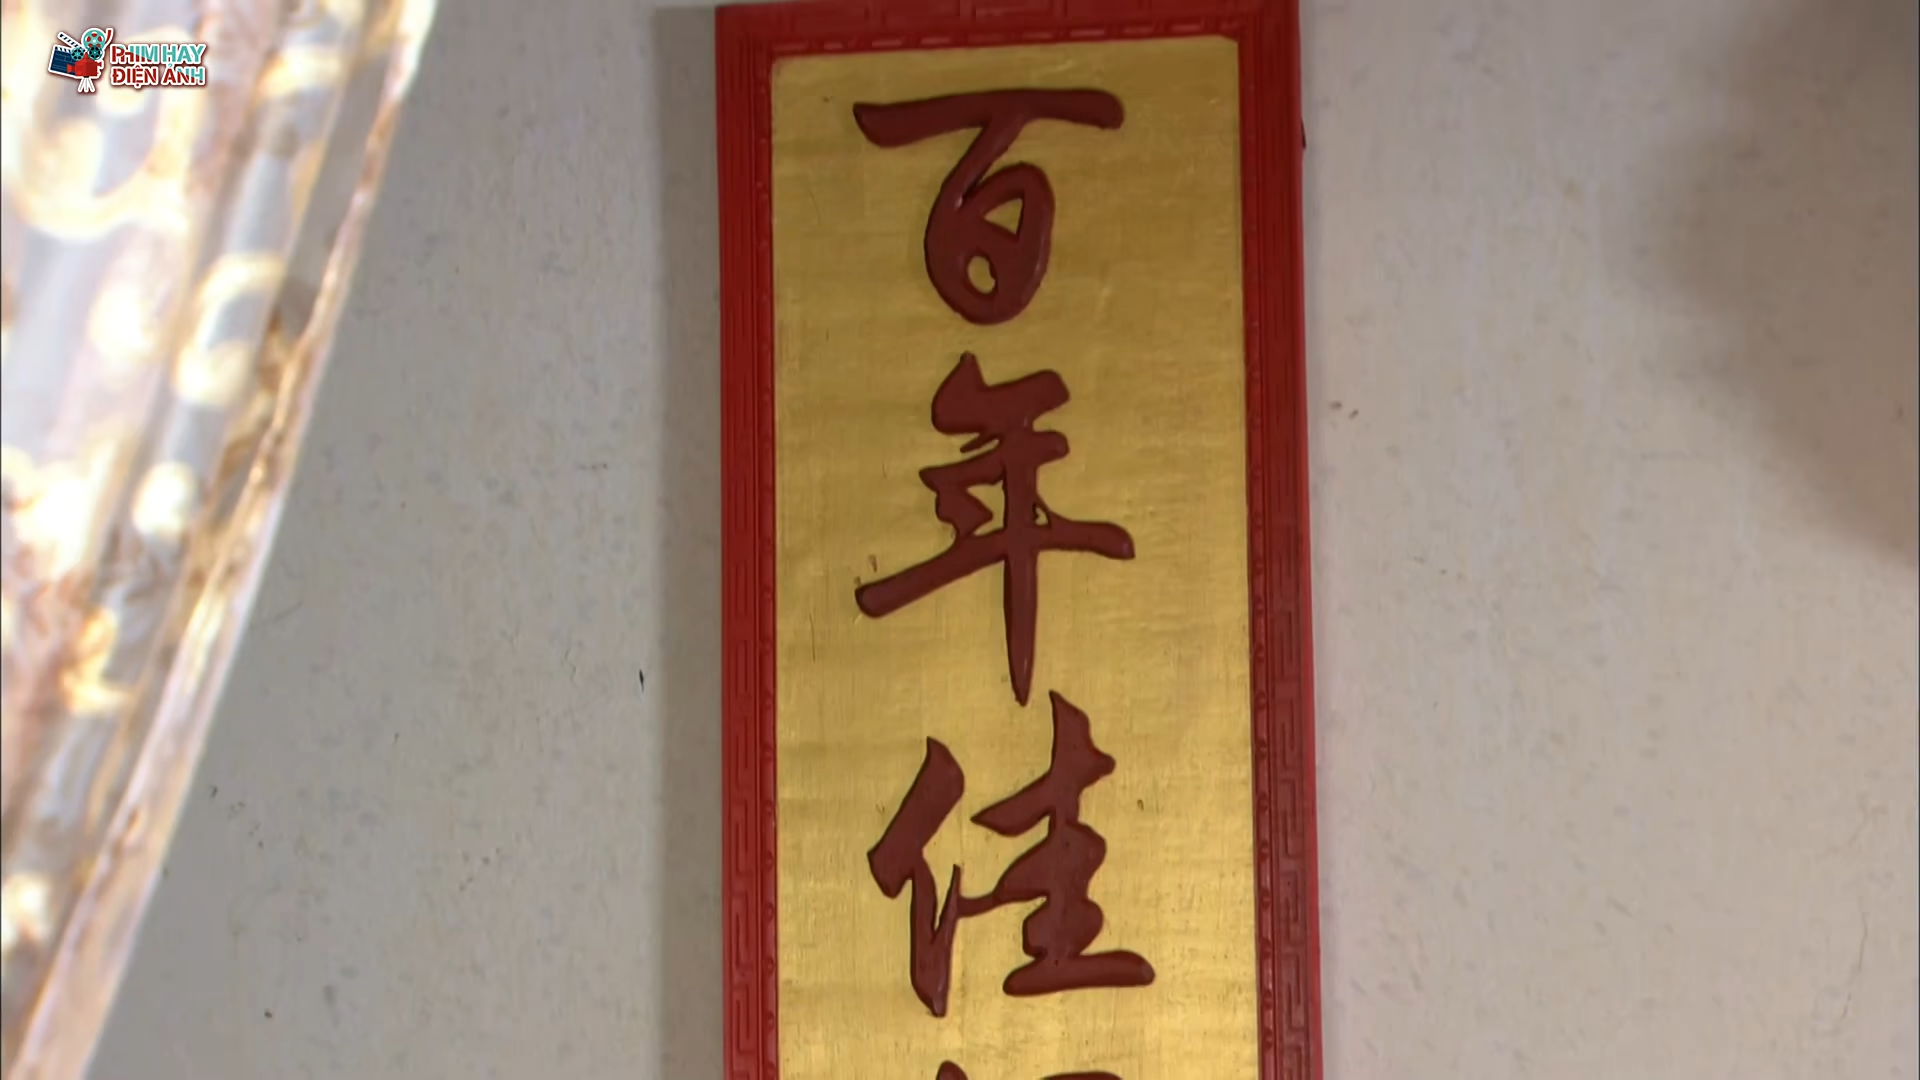 PHIM HAY
ĐIỆN ẢNH
百年佳